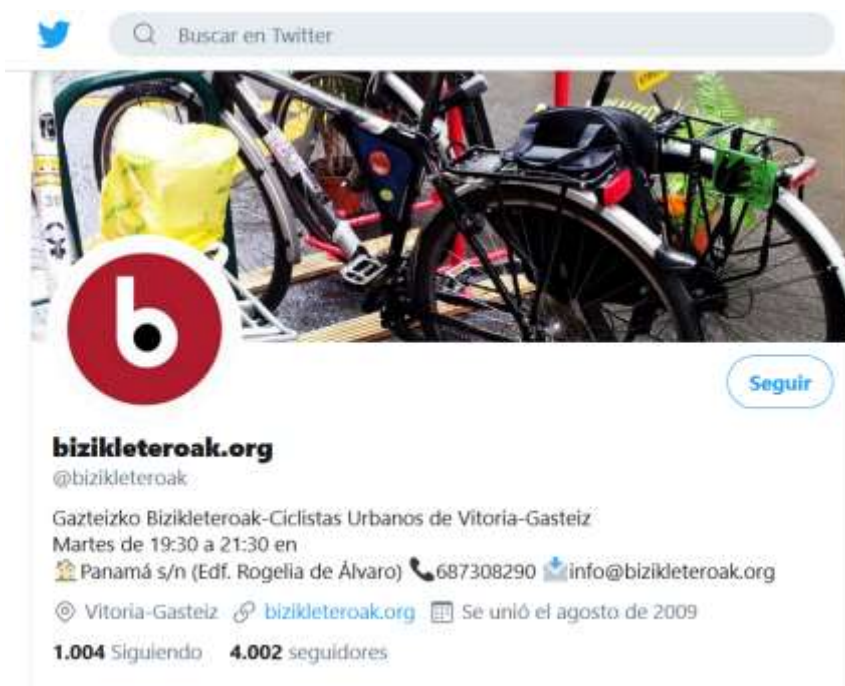 Buscar en Twitter
b
Seguir
bizikleteroak.org
@bizikleteroak
Gazteizko Bizikleteroak-Ciclistas Urbanos de Vitoria-Gasteiz
Martes de 19:30 a 21:30 en
Panamá s/n (Edf. Rogelia de Álvaro) 687308290 info@bizikleteroak.org
Vitoria-Gasteiz bizikleteroak.org Se unió el agosto de 2009
1.004 Siguiendo 4.002 seguidores